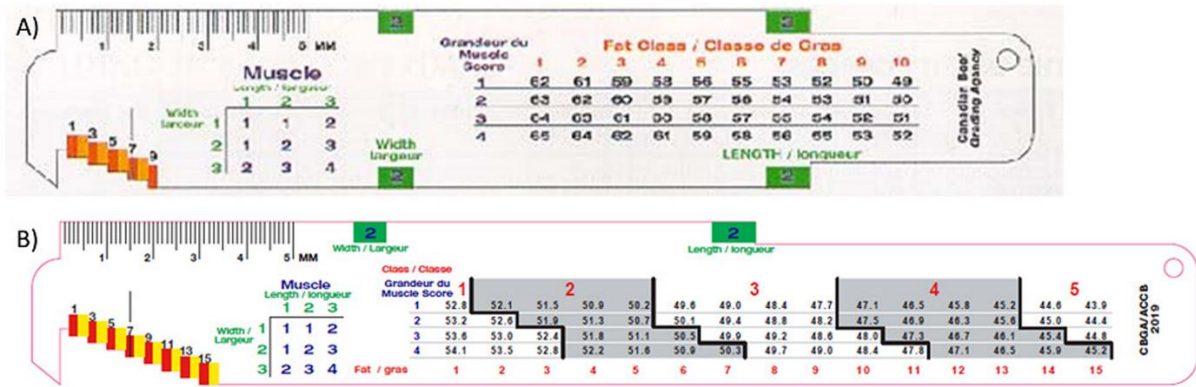 A)
2
2
1 2 3 4 5 MM
Muscle
Length / longueur
1 2 3
Width
larceur
1 1 1 2
2 1 2 3
3 2 3 4
1 3 5 7 9
Width
largeur
2
Grandeur du
Muscle
Score
Fat Class / Classe de Gras
1 2 3 4 5 6 7 8 9 10
1 62 61 59 58 56 55 53 52 50 49
2 63 62 60 59 57 56 54 53 51 50
3 64 63 61 60 58 57 55 54 52 51
4 65 64 62 61 59 58 56 55 53 52
LENGTH / longueur
2
Canadian Beef
Grading Agency
B)
2
Width / Largeur
2
Length / longueur
1 2 3 4 5 MM
Muscle
Length / longueur
1 2 3
Width /
Largeur
1 1 1 2
2 1 2 3
3 2 3 4
1 3 5 7 9 11 13 15
Class / Classe
Grandeur du
Muscle Score
1 2 3 4 5
1 52.8 52.1 51.5 50.9 50.2 49.6 49.0 48.4 47.7 47.1 46.5 45.8 45.2 44.6 43.9
2 53.2 52.6 51.9 51.3 50.7 50.1 49.4 48.8 48.2 47.5 46.9 46.3 45.6 45.0 44.4
3 53.6 53.0 52.4 51.8 51.1 50.5 49.9 49.2 48.6 48.0 47.3 46.7 46.1 45.4 44.8
4 54.1 53.5 52.8 52.2 51.6 50.9 50.3 49.7 49.0 48.4 47.8 47.1 46.5 45.9 45.2
Fat / gras 1 2 3 4 5 6 7 8 9 10 11 12 13 14 15
CBGA/ACCB
2019